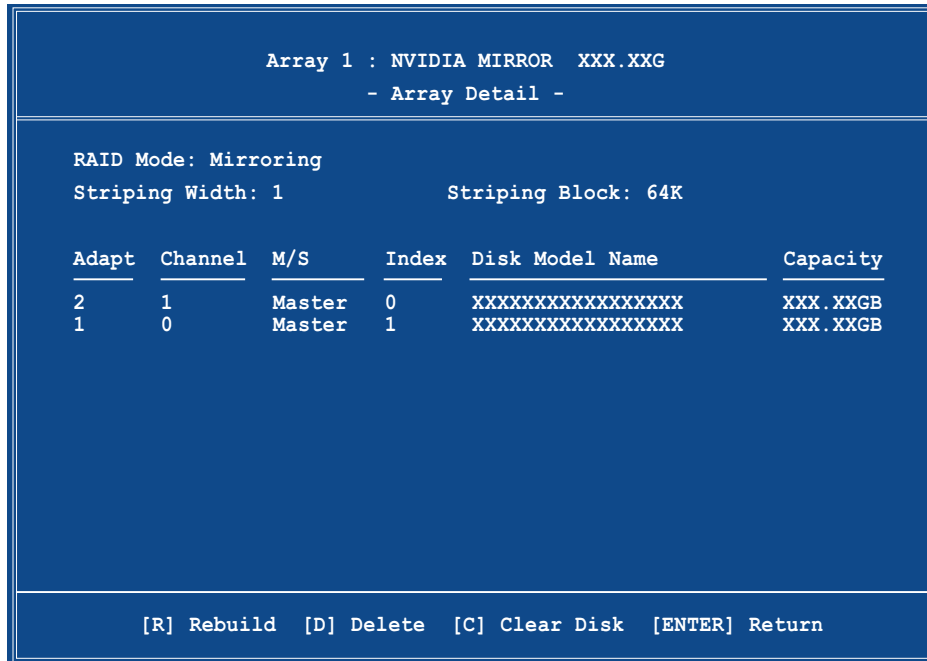 Array 1 : NVIDIA MIRROR  XXX.XXG
- Array Detail -
RAID Mode: Mirroring
Striping Width: 1    Striping Block: 64K
Adapt  Channel  M/S  Index  Disk Model Name  Capacity
2  1  Master  0  XXXXXXXXXXXXXXXXX  XXX.XXGB
1  0  Master  1  XXXXXXXXXXXXXXXXX  XXX.XXGB
[R] Rebuild  [D] Delete  [C] Clear Disk  [ENTER] Return